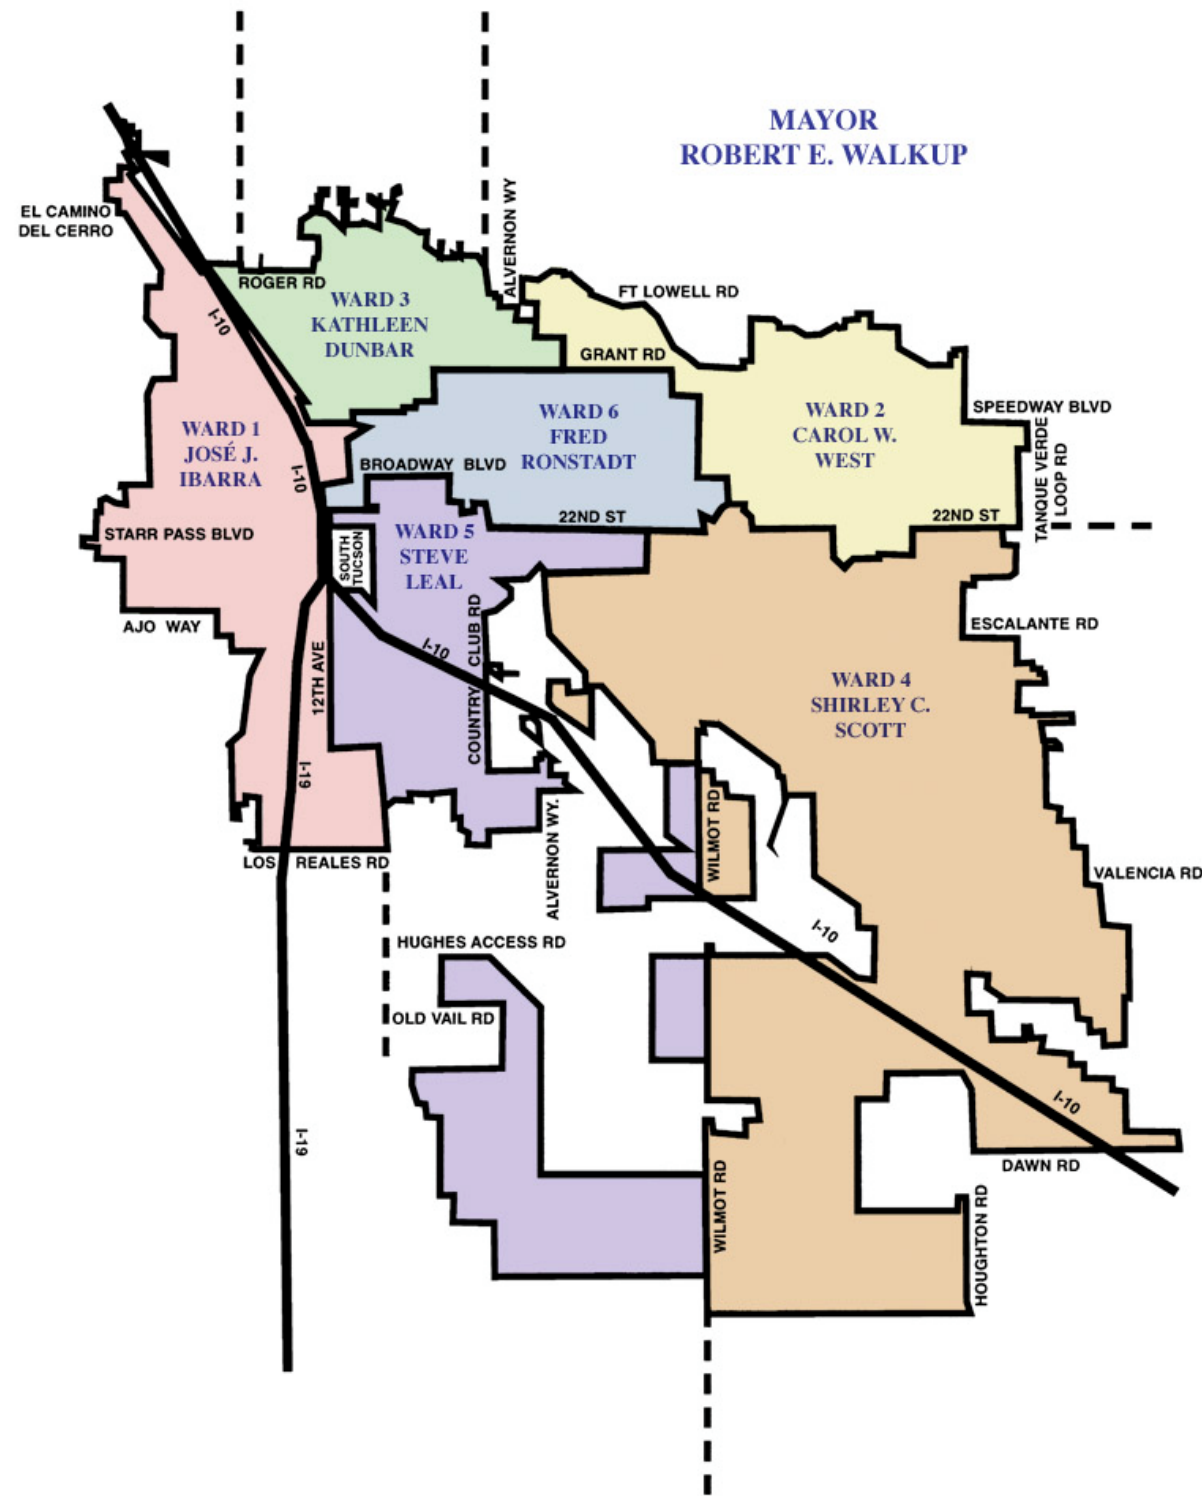 MAYOR
ROBERT E. WALKUP
EL CAMINO
DEL CERRO
ALVERNON WY
ROGER RD
FT LOWELL RD
I-10
WARD 3
KATHLEEN
DUNBAR
GRANT RD
WARD 1
JOSÉ J.
IBARRA
WARD 6
FRED
RONSTADT
WARD 2
CAROL W.
WEST
SPEEDWAY BLVD
TANQUE VERDE
LOOP RD
BROADWAY BLVD
I-10
22ND ST
22ND ST
STARR PASS BLVD
SOUTH
TUCSON
WARD 5
STEVE
LEAL
AJO WAY
12TH AVE
I-10
COUNTRY CLUB RD
ESCALANTE RD
WARD 4
SHIRLEY C.
SCOTT
I-19
LOS REALES RD
ALVERNON WY.
WILMOT RD
VALENCIA RD
I-10
HUGHES ACCESS RD
OLD VAIL RD
I-10
I-19
DAWN RD
WILMOT RD
HOUGHTON RD